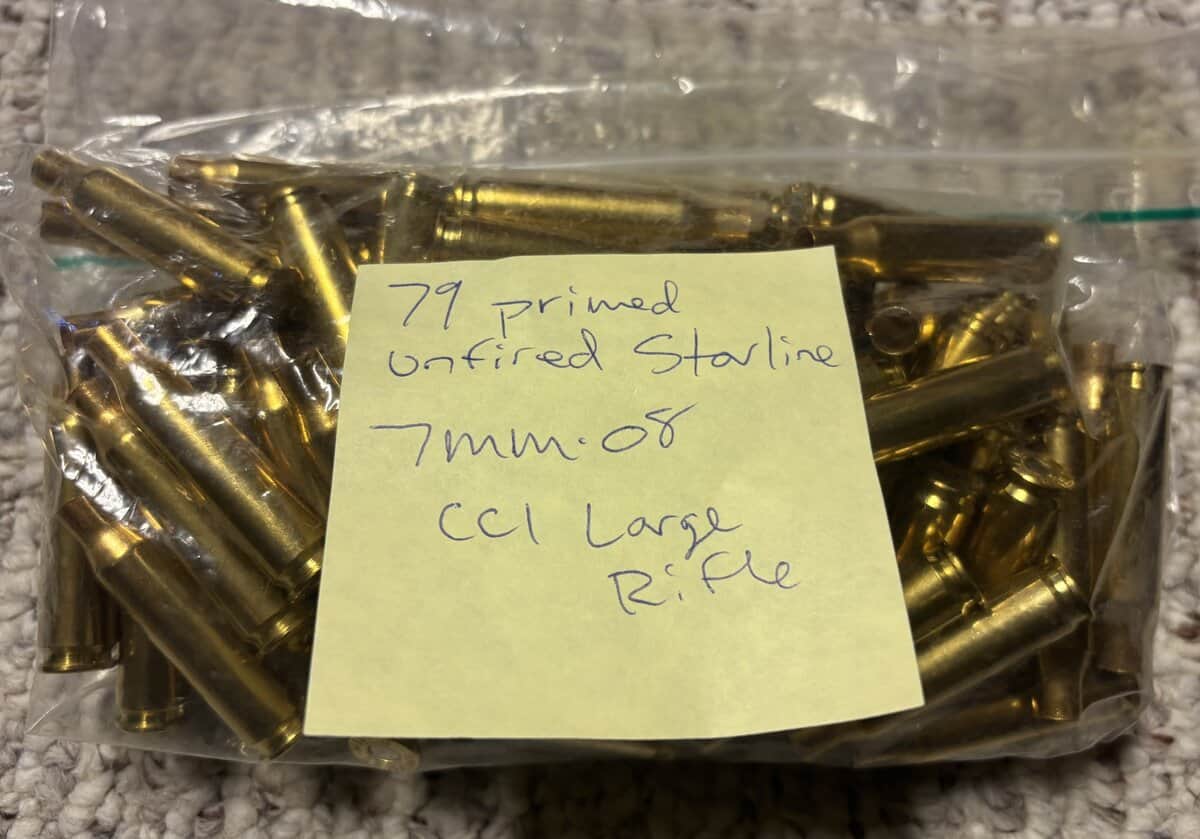 79 primed
unfired Starline
7mm-08
CCI Large
Rifle